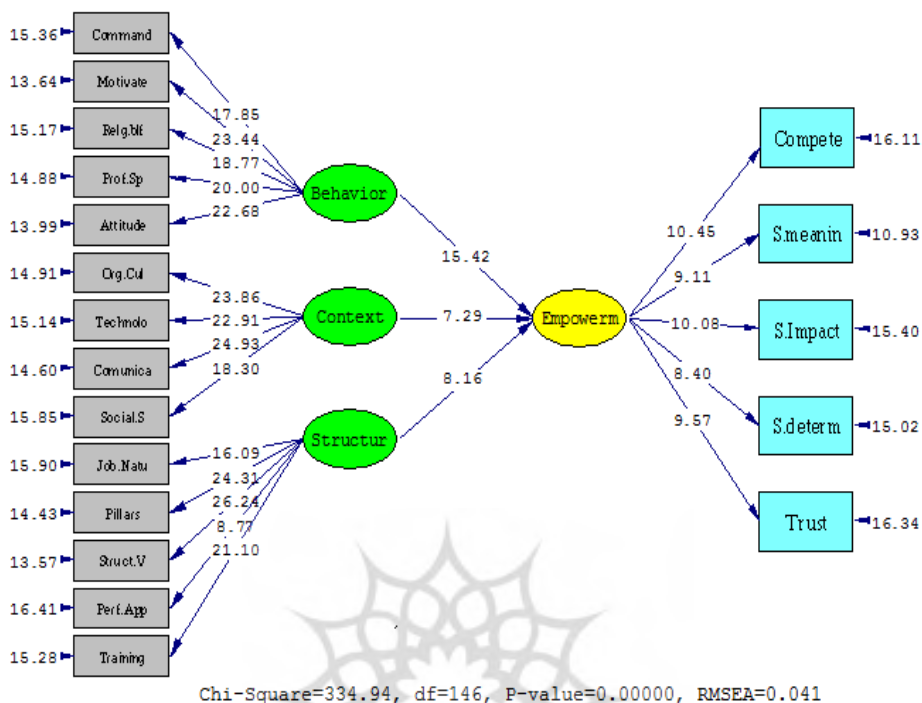 15.36 Command
13.64 Motivate
15.17 Relg.blf
14.88 Prof.Sp
13.99 Attitude
14.91 Org.Cul
15.14 Technolo
14.60 Comunica
15.85 Social.S
15.90 Job.Natu
14.43 Pillars
13.57 Struct.V
16.41 Perf.App
15.28 Training
17.85
23.44
18.77
20.00
22.68
23.86
22.91
24.93
18.30
16.09
24.31
26.24
8.77
21.10
Behavior
Context
Structur
15.42
7.29
8.16
Empowerm
10.45
9.11
10.08
8.40
9.57
Compete 16.11
S.meanin 10.93
S.Impact 15.40
S.determ 15.02
Trust 16.34
Chi-Square=334.94, df=146, P-value=0.00000, RMSEA=0.041